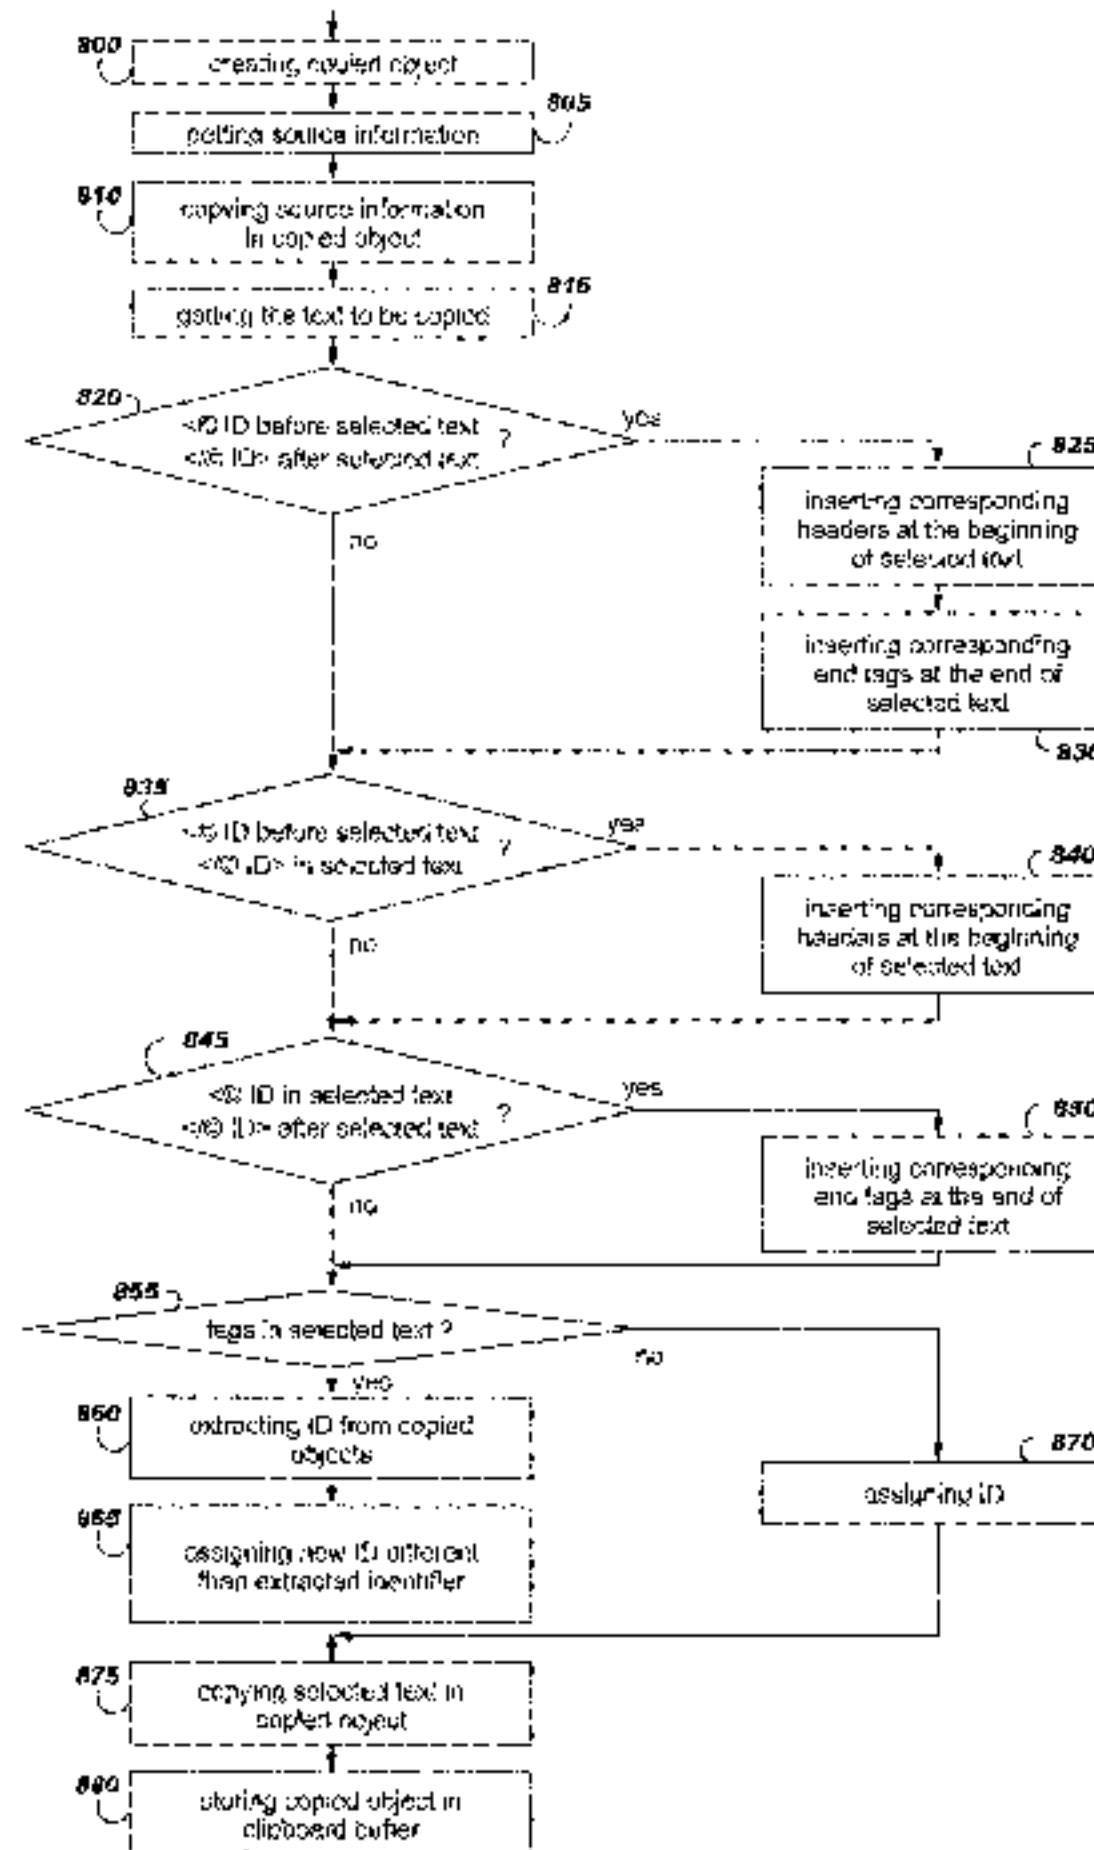 800
creating copied object
805
getting source information
810
copying source information
in copied object
815
getting the text to be copied
820
<© ID before selected text
</© ID> after selected text
?
yes
no
825
inserting corresponding
headers at the beginning
of selected text
inserting corresponding
end tags at the end of
selected text
830
835
<© ID before selected text
</© ID> in selected text
?
yes
no
840
inserting corresponding
headers at the beginning
of selected text
845
<© ID in selected text
</© ID> after selected text
?
yes
no
850
inserting corresponding
end tags at the end of
selected text
855
tags in selected text ?
no
yes
860
extracting ID from copied
objects
865
assigning new ID different
than extracted identifier
870
assigning ID
875
copying selected text in
copied object
880
storing copied object in
clipboard buffer